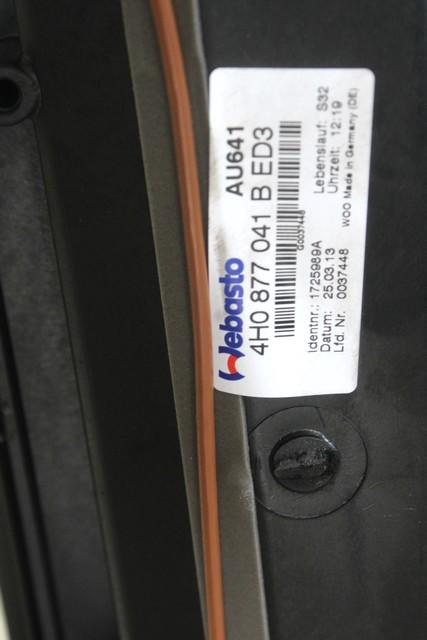 Webasto AU641
4H0 877 041 B ED3
G0037448
Identnr.: 1725989A Lebenslauf: S32
Datum: 25.03.13 Uhrzeit: 12:19
Lfd. Nr. 0037448 WOO Made in Germany (DE)